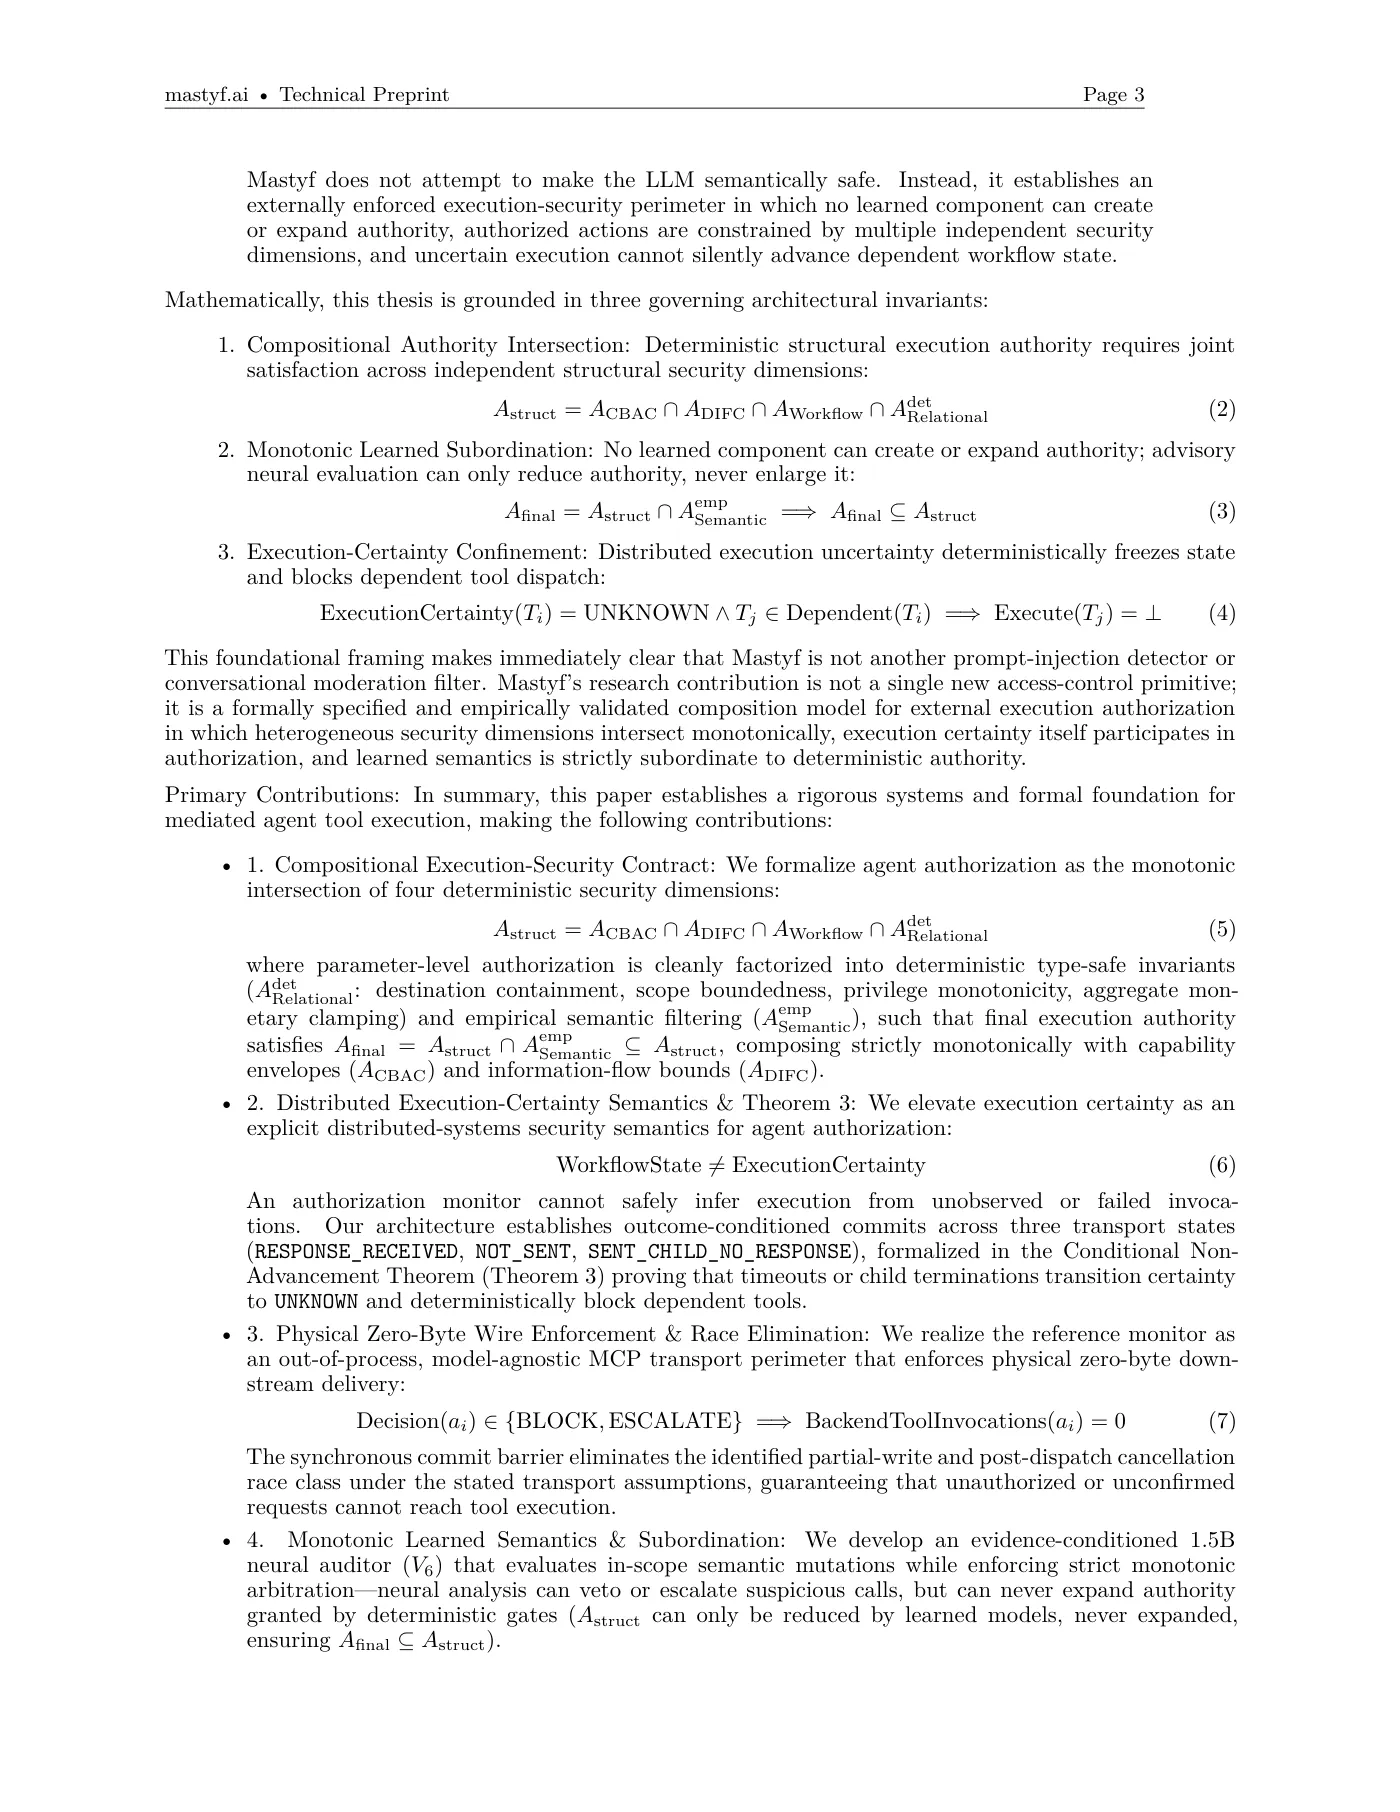 mastyf.ai • Technical Preprint Page 3
Mastyf does not attempt to make the LLM semantically safe. Instead, it establishes an
externally enforced execution-security perimeter in which no learned component can create
or expand authority, authorized actions are constrained by multiple independent security
dimensions, and uncertain execution cannot silently advance dependent workflow state.
Mathematically, this thesis is grounded in three governing architectural invariants:
1. Compositional Authority Intersection: Deterministic structural execution authority requires joint
satisfaction across independent structural security dimensions:
A_struct = A_CBAC ∩ A_DIFC ∩ A_Workflow ∩ A^det_Relational (2)
2. Monotonic Learned Subordination: No learned component can create or expand authority; advisory
neural evaluation can only reduce authority, never enlarge it:
A_final = A_struct ∩ A^emp_Semantic ⟹ A_final ⊆ A_struct (3)
3. Execution-Certainty Confinement: Distributed execution uncertainty deterministically freezes state
and blocks dependent tool dispatch:
ExecutionCertainty(T_i) = UNKNOWN ∧ T_j ∈ Dependent(T_i) ⟹ Execute(T_j) = ⊥ (4)
This foundational framing makes immediately clear that Mastyf is not another prompt-injection detector or
conversational moderation filter. Mastyf's research contribution is not a single new access-control primitive;
it is a formally specified and empirically validated composition model for external execution authorization
in which heterogeneous security dimensions intersect monotonically, execution certainty itself participates in
authorization, and learned semantics is strictly subordinate to deterministic authority.
Primary Contributions: In summary, this paper establishes a rigorous systems and formal foundation for
mediated agent tool execution, making the following contributions:
• 1. Compositional Execution-Security Contract: We formalize agent authorization as the monotonic
intersection of four deterministic security dimensions:
A_struct = A_CBAC ∩ A_DIFC ∩ A_Workflow ∩ A^det_Relational (5)
where parameter-level authorization is cleanly factorized into deterministic type-safe invariants
(A^det_Relational: destination containment, scope boundedness, privilege monotonicity, aggregate mon-
etary clamping) and empirical semantic filtering (A^emp_Semantic), such that final execution authority
satisfies A_final = A_struct ∩ A^emp_Semantic ⊆ A_struct, composing strictly monotonically with capability
envelopes (A_CBAC) and information-flow bounds (A_DIFC).
• 2. Distributed Execution-Certainty Semantics & Theorem 3: We elevate execution certainty as an
explicit distributed-systems security semantics for agent authorization:
WorkflowState ≠ ExecutionCertainty (6)
An authorization monitor cannot safely infer execution from unobserved or failed invoca-
tions. Our architecture establishes outcome-conditioned commits across three transport states
(RESPONSE_RECEIVED, NOT_SENT, SENT_CHILD_NO_RESPONSE), formalized in the Conditional Non-
Advancement Theorem (Theorem 3) proving that timeouts or child terminations transition certainty
to UNKNOWN and deterministically block dependent tools.
• 3. Physical Zero-Byte Wire Enforcement & Race Elimination: We realize the reference monitor as
an out-of-process, model-agnostic MCP transport perimeter that enforces physical zero-byte down-
stream delivery:
Decision(a_i) ∈ {BLOCK, ESCALATE} ⟹ BackendToolInvocations(a_i) = 0 (7)
The synchronous commit barrier eliminates the identified partial-write and post-dispatch cancellation
race class under the stated transport assumptions, guaranteeing that unauthorized or unconfirmed
requests cannot reach tool execution.
• 4. Monotonic Learned Semantics & Subordination: We develop an evidence-conditioned 1.5B
neural auditor (V_6) that evaluates in-scope semantic mutations while enforcing strict monotonic
arbitration—neural analysis can veto or escalate suspicious calls, but can never expand authority
granted by deterministic gates (A_struct can only be reduced by learned models, never expanded,
ensuring A_final ⊆ A_struct).